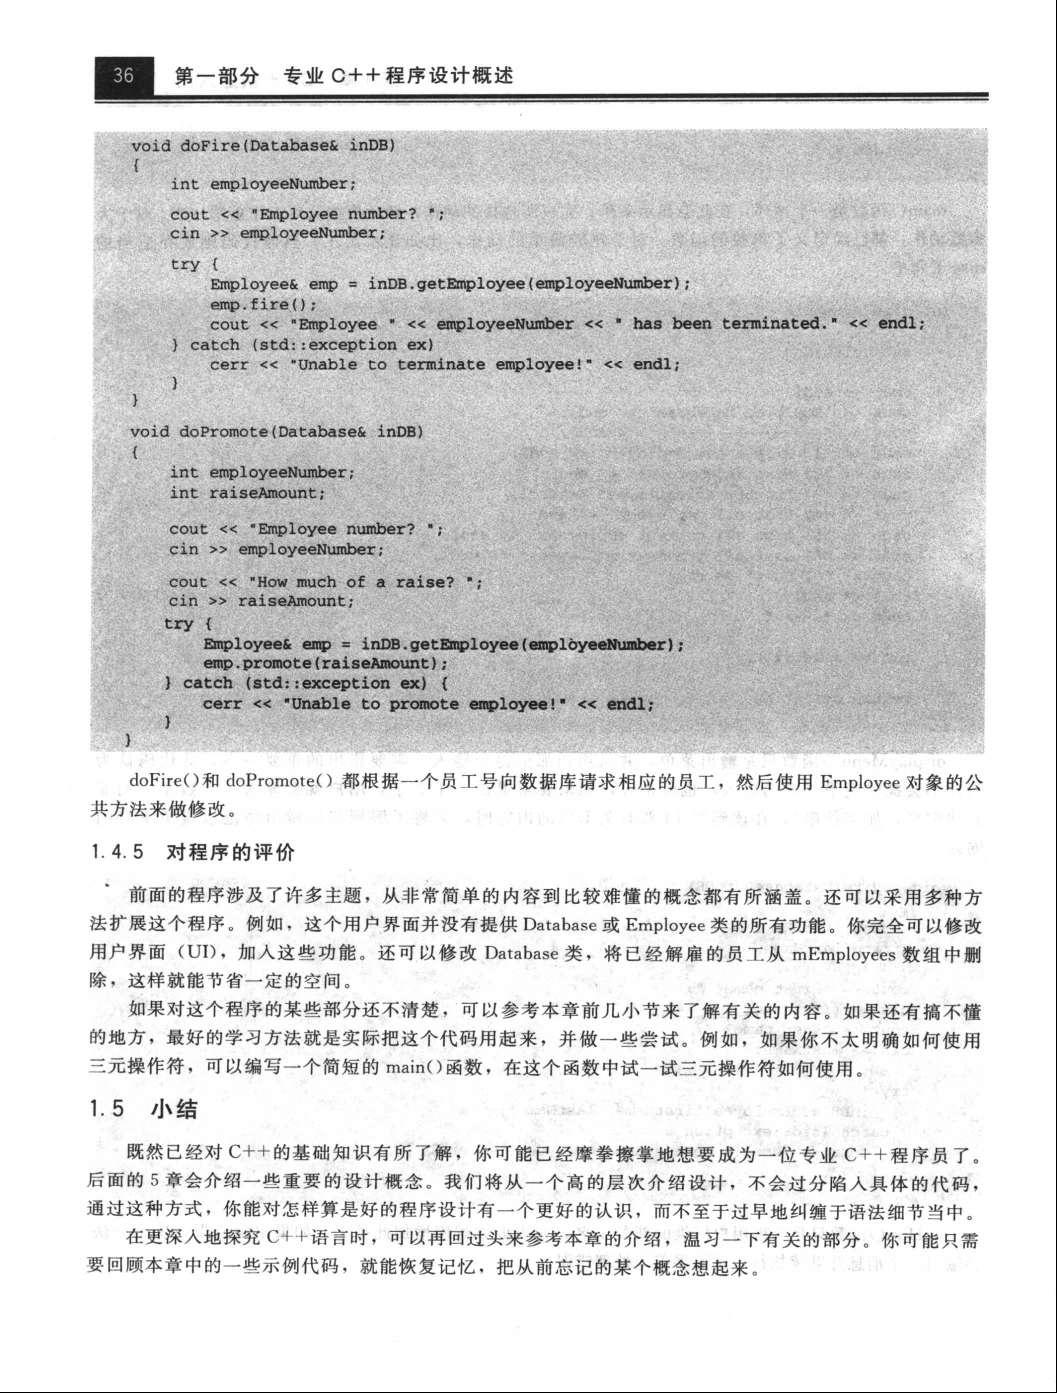 36 第一部分 专业 C++程序设计概述
void doFire(Database& inDB)
{
int employeeNumber;
cout << "Employee number? ";
cin >> employeeNumber;
try {
Employee& emp = inDB.getEmployee(employeeNumber);
emp.fire();
cout << "Employee " << employeeNumber << " has been terminated." << endl;
} catch (std::exception ex)
cerr << "Unable to terminate employee!" << endl;
}
}
void doPromote(Database& inDB)
{
int employeeNumber;
int raiseAmount;
cout << "Employee number? ";
cin >> employeeNumber;
cout << "How much of a raise? ";
cin >> raiseAmount;
try {
Employee& emp = inDB.getEmployee(employeeNumber);
emp.promote(raiseAmount);
} catch (std::exception ex) {
cerr << "Unable to promote employee!" << endl;
}
}
doFire()和 doPromote() 都根据一个员工号向数据库请求相应的员工，然后使用 Employee 对象的公
共方法来做修改。
1.4.5 对程序的评价
前面的程序涉及了许多主题，从非常简单的内容到比较难懂的概念都有所涵盖。还可以采用多种方
法扩展这个程序。例如，这个用户界面并没有提供 Database 或 Employee 类的所有功能。你完全可以修改
用户界面（UI），加入这些功能。还可以修改 Database 类，将已经解雇的员工从 mEmployees 数组中删
除，这样就能节省一定的空间。
如果对这个程序的某些部分还不清楚，可以参考本章前几小节来了解有关的内容。如果还有搞不懂
的地方，最好的学习方法就是实际把这个代码用起来，并做一些尝试。例如，如果你不太明确如何使用
三元操作符，可以编写一个简短的 main()函数，在这个函数中试一试三元操作符如何使用。
1.5 小结
既然已经对 C++的基础知识有所了解，你可能已经摩拳擦掌地想要成为一位专业 C++程序员了。
后面的 5 章会介绍一些重要的设计概念。我们将从一个高的层次介绍设计，不会过分陷入具体的代码，
通过这种方式，你能对怎样算是好的程序设计有一个更好的认识，而不至于过早地纠缠于语法细节当中。
在更深入地探究 C++语言时，可以再回过头来参考本章的介绍，温习一下有关的部分。你可能只需
要回顾本章中的一些示例代码，就能恢复记忆，把从前忘记的某个概念想起来。